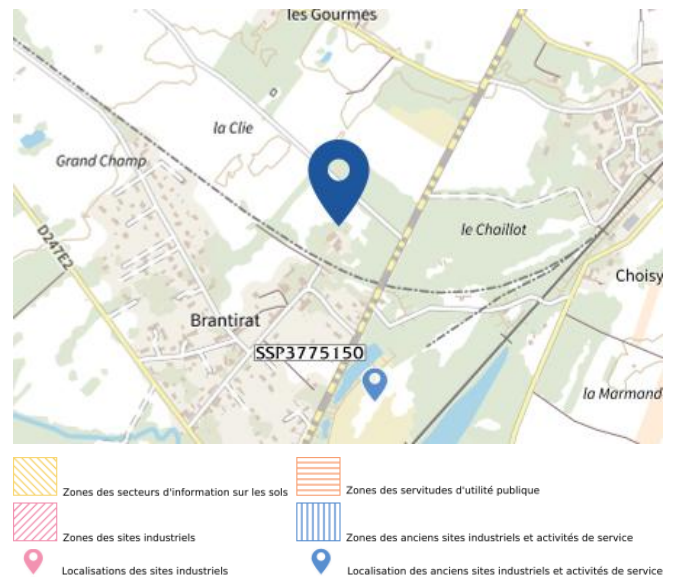 les Gourmes
la Clie
Grand Champ
D247E2
le Chaillot
Choisy
Brantirat
SSP3775150
la Marmand
Zones des secteurs d'information sur les sols
Zones des servitudes d'utilité publique
Zones des sites industriels
Zones des anciens sites industriels et activités de service
Localisations des sites industriels
Localisation des anciens sites industriels et activités de service